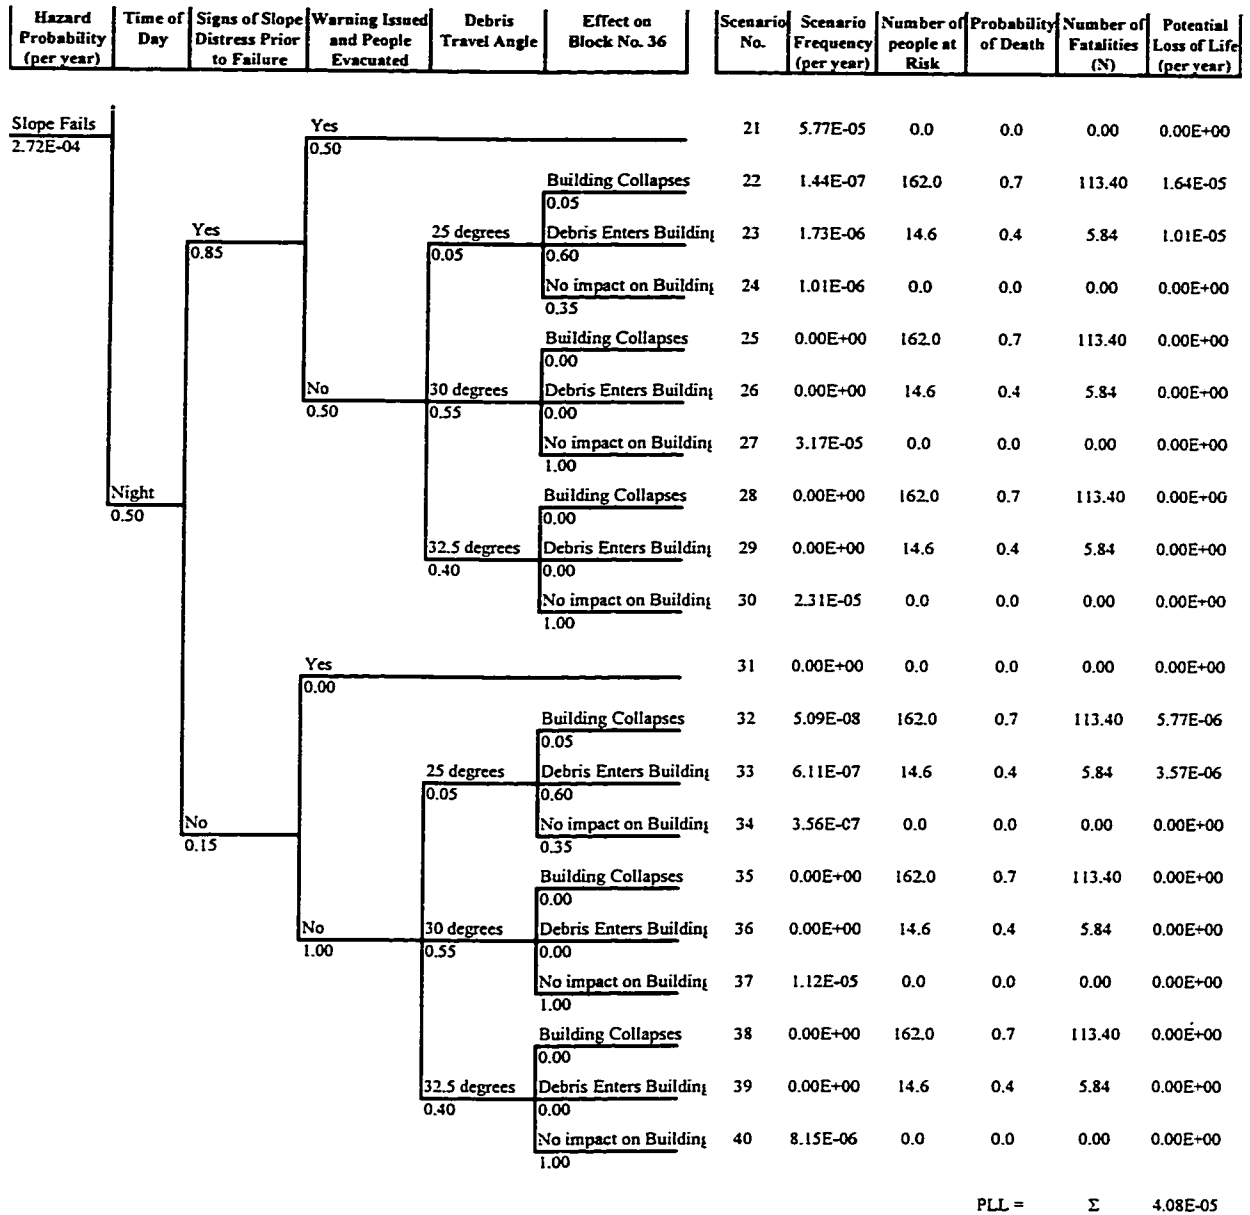 Hazard Probability (per year) Time of Day Signs of Slope Distress Prior to Failure Warning Issued and People Evacuated Debris Travel Angle Effect on Block No. 36 Scenario No. Scenario Frequency (per year) Number of people at Risk Probability of Death Number of Fatalities (N) Potential Loss of Life (per year)
Slope Fails
2.72E-04
Yes 21 5.77E-05 0.0 0.0 0.00 0.00E+00
0.50
Building Collapses 22 1.44E-07 162.0 0.7 113.40 1.64E-05
0.05
Yes
0.85
25 degrees Debris Enters Building 23 1.73E-06 14.6 0.4 5.84 1.01E-05
0.05 0.60
No impact on Building 24 1.01E-06 0.0 0.0 0.00 0.00E+00
0.35
Building Collapses 25 0.00E+00 162.0 0.7 113.40 0.00E+00
0.00
No 30 degrees Debris Enters Building 26 0.00E+00 14.6 0.4 5.84 0.00E+00
0.50 0.55 0.00
No impact on Building 27 3.17E-05 0.0 0.0 0.00 0.00E+00
1.00
Night
0.50
Building Collapses 28 0.00E+00 162.0 0.7 113.40 0.00E+00
0.00
32.5 degrees Debris Enters Building 29 0.00E+00 14.6 0.4 5.84 0.00E+00
0.40 0.00
No impact on Building 30 2.31E-05 0.0 0.0 0.00 0.00E+00
1.00
Yes 31 0.00E+00 0.0 0.0 0.00 0.00E+00
0.00
Building Collapses 32 5.09E-08 162.0 0.7 113.40 5.77E-06
0.05
25 degrees Debris Enters Building 33 6.11E-07 14.6 0.4 5.84 3.57E-06
0.05 0.60
No
0.15
No impact on Building 34 3.56E-07 0.0 0.0 0.00 0.00E+00
0.35
Building Collapses 35 0.00E+00 162.0 0.7 113.40 0.00E+00
0.00
No 30 degrees Debris Enters Building 36 0.00E+00 14.6 0.4 5.84 0.00E+00
1.00 0.55 0.00
No impact on Building 37 1.12E-05 0.0 0.0 0.00 0.00E+00
1.00
Building Collapses 38 0.00E+00 162.0 0.7 113.40 0.00E+00
0.00
32.5 degrees Debris Enters Building 39 0.00E+00 14.6 0.4 5.84 0.00E+00
0.40 0.00
No impact on Building 40 8.15E-06 0.0 0.0 0.00 0.00E+00
1.00
PLL = Σ 4.08E-05